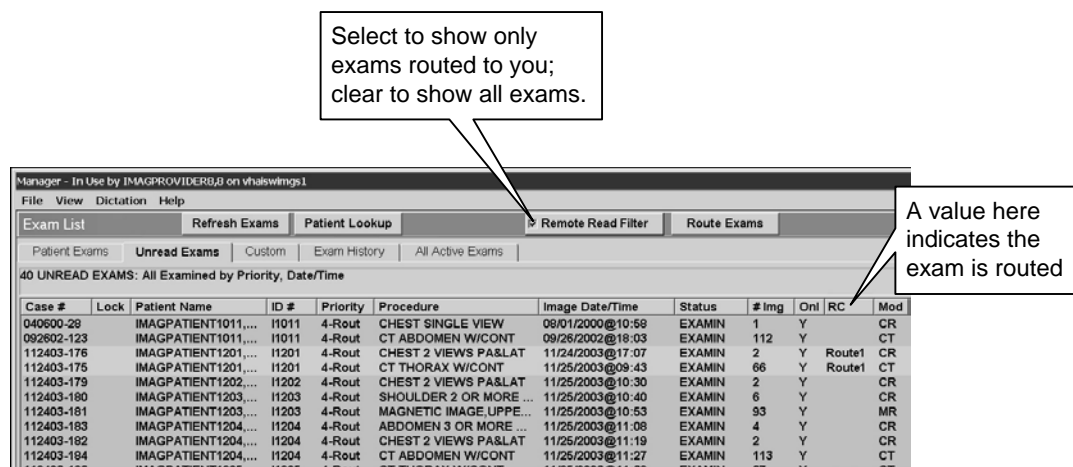 Select to show only
exams routed to you;
clear to show all exams.
Manager - In Use by IMAGPROVIDER8,8 on vhaiswimgs1
File View Dictation Help
Exam List Refresh Exams Patient Lookup Remote Read Filter Route Exams
A value here
indicates the
exam is routed
Patient Exams Unread Exams Custom Exam History All Active Exams
40 UNREAD EXAMS: All Examined by Priority, Date/Time
Case # Lock Patient Name ID # Priority Procedure Image Date/Time Status # Img Onl RC Mod
040600-28 IMAGPATIENT1011,... I1011 4-Rout CHEST SINGLE VIEW 08/01/2000@10:58 EXAMIN 1 Y CR
092602-123 IMAGPATIENT1011,... I1011 4-Rout CT ABDOMEN W/CONT 09/26/2002@18:03 EXAMIN 112 Y CT
112403-176 IMAGPATIENT1201,... I1201 4-Rout CHEST 2 VIEWS PA&LAT 11/24/2003@17:07 EXAMIN 2 Y Route1 CR
112403-175 IMAGPATIENT1201,... I1201 4-Rout CT THORAX W/CONT 11/25/2003@09:43 EXAMIN 66 Y Route1 CT
112403-179 IMAGPATIENT1202,... I1202 4-Rout CHEST 2 VIEWS PA&LAT 11/25/2003@10:30 EXAMIN 2 Y CR
112403-180 IMAGPATIENT1203,... I1203 4-Rout SHOULDER 2 OR MORE ... 11/25/2003@10:40 EXAMIN 6 Y CR
112403-181 IMAGPATIENT1203,... I1203 4-Rout MAGNETIC IMAGE,UPPE... 11/25/2003@10:53 EXAMIN 93 Y MR
112403-183 IMAGPATIENT1204,... I1204 4-Rout ABDOMEN 3 OR MORE ... 11/25/2003@11:08 EXAMIN 4 Y CR
112403-182 IMAGPATIENT1204,... I1204 4-Rout CHEST 2 VIEWS PA&LAT 11/25/2003@11:19 EXAMIN 2 Y CR
112403-184 IMAGPATIENT1204,... I1204 4-Rout CT ABDOMEN W/CONT 11/25/2003@11:27 EXAMIN 113 Y CT